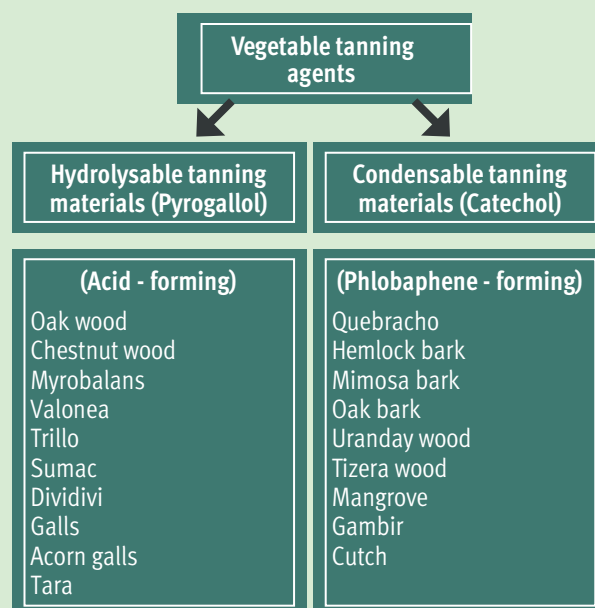 Vegetable tanning
agents
Hydrolysable tanning
materials (Pyrogallol)
Condensable tanning
materials (Catechol)
(Acid - forming)
Oak wood
Chestnut wood
Myrobalans
Valonea
Trillo
Sumac
Dividivi
Galls
Acorn galls
Tara
(Phlobaphene - forming)
Quebracho
Hemlock bark
Mimosa bark
Oak bark
Uranday wood
Tizera wood
Mangrove
Gambir
Cutch